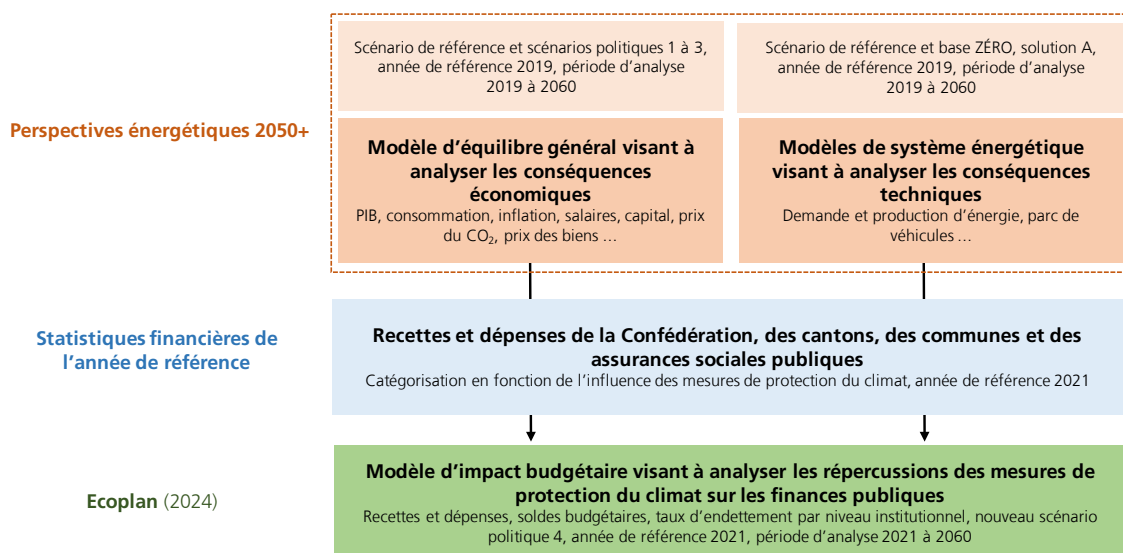 Scénario de référence et scénarios politiques 1 à 3,
année de référence 2019, période d'analyse
2019 à 2060
Scénario de référence et base ZÉRO, solution A,
année de référence 2019, période d'analyse
2019 à 2060
Perspectives énergétiques 2050+
Modèle d'équilibre général visant à
analyser les conséquences
économiques
PIB, consommation, inflation, salaires, capital, prix
du CO₂, prix des biens …
Modèles de système énergétique
visant à analyser les conséquences
techniques
Demande et production d'énergie, parc de
véhicules …
Statistiques financières de
l'année de référence
Recettes et dépenses de la Confédération, des cantons, des communes et des
assurances sociales publiques
Catégorisation en fonction de l'influence des mesures de protection du climat, année de référence 2021
Ecoplan (2024)
Modèle d'impact budgétaire visant à analyser les répercussions des mesures de
protection du climat sur les finances publiques
Recettes et dépenses, soldes budgétaires, taux d'endettement par niveau institutionnel, nouveau scénario
politique 4, année de référence 2021, période d'analyse 2021 à 2060